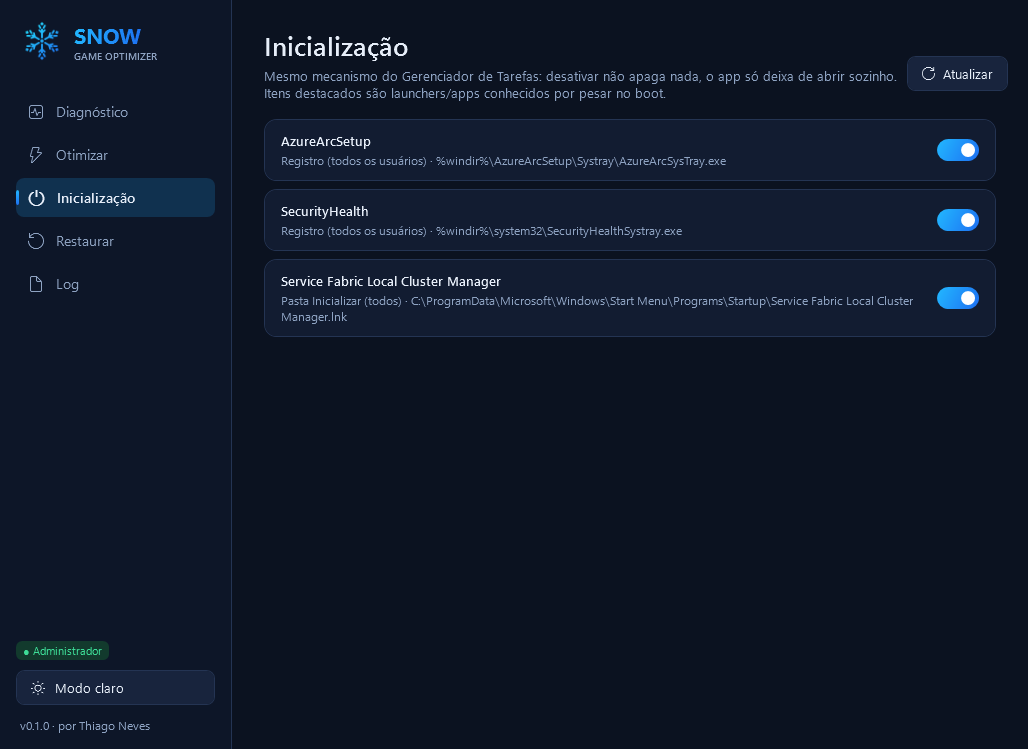 SNOW
GAME OPTIMIZER
Diagnóstico
Otimizar
Inicialização
Restaurar
Log
Administrador
Modo claro
v0.1.0 · por Thiago Neves
Inicialização
Mesmo mecanismo do Gerenciador de Tarefas: desativar não apaga nada, o app só deixa de abrir sozinho.
Itens destacados são launchers/apps conhecidos por pesar no boot.
Atualizar
AzureArcSetup
Registro (todos os usuários) · %windir%\AzureArcSetup\Systray\AzureArcSysTray.exe
SecurityHealth
Registro (todos os usuários) · %windir%\system32\SecurityHealthSystray.exe
Service Fabric Local Cluster Manager
Pasta Inicializar (todos) · C:\ProgramData\Microsoft\Windows\Start Menu\Programs\Startup\Service Fabric Local Cluster
Manager.lnk